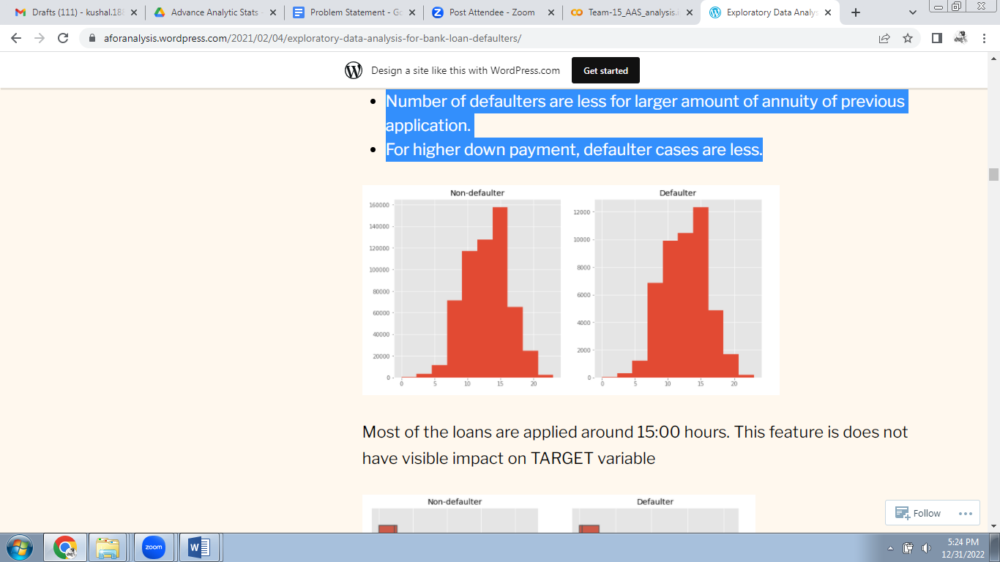 Drafts (111) - kushal.18
Advance Analytic Stats -
Problem Statement - Go
Post Attendee - Zoom
Team-15_AAS_analysis.i
Exploratory Data Analys
aforanalysis.wordpress.com/2021/02/04/exploratory-data-analysis-for-bank-loan-defaulters/
Design a site like this with WordPress.com
Get started
Number of defaulters are less for larger amount of annuity of previous
application.
For higher down payment, defaulter cases are less.
Non-defaulter
160000
140000
120000
100000
80000
60000
40000
20000
0
0 5 10 15 20
Defaulter
12000
10000
8000
6000
4000
2000
0
0 5 10 15 20
Most of the loans are applied around 15:00 hours. This feature is does not
have visible impact on TARGET variable
Non-defaulter
Defaulter
Follow
zoom
5:24 PM
12/31/2022